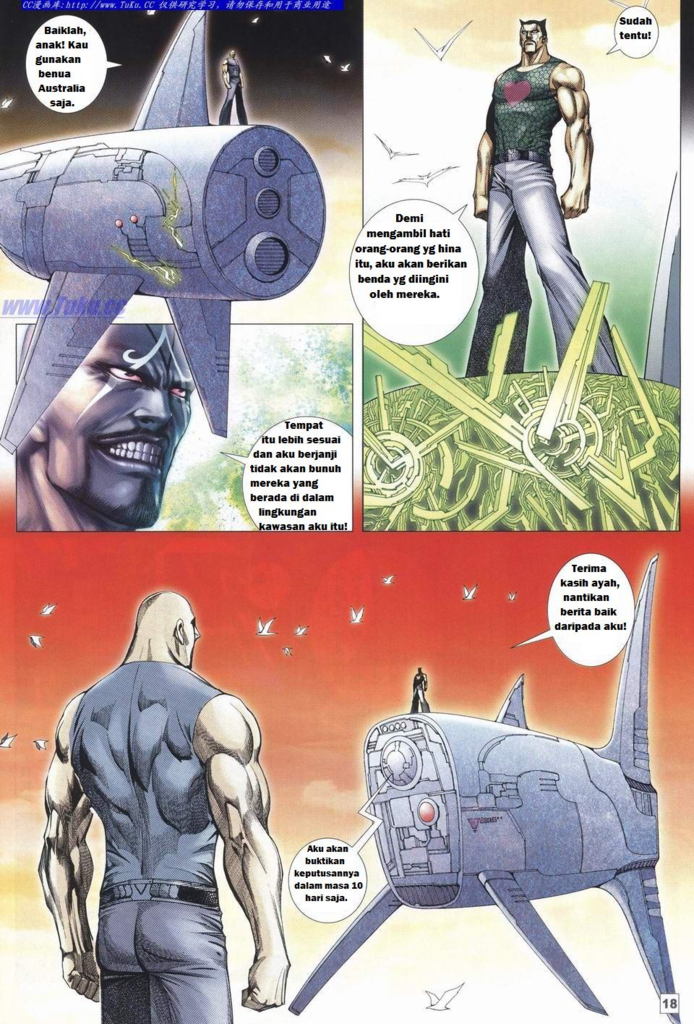 CC漫画库:http://www.TuKu.CC 仅供研究学习，请勿保存和用于商业用途
Baiklah,
anak! Kau
gunakan
benua
Australia
saja.
Sudah
tentu!
Demi
mengambil hati
orang-orang yg hina
itu, aku akan berikan
benda yg diingini
oleh mereka.
www.Tuku.cc
Tempat
itu lebih sesuai
dan aku berjanji
tidak akan bunuh
mereka yang
berada di dalam
lingkungan
kawasan aku itu!
Terima
kasih ayah,
nantikan
berita baik
daripada aku!
Aku akan
buktikan
keputusannya
dalam masa 10
hari saja.
18